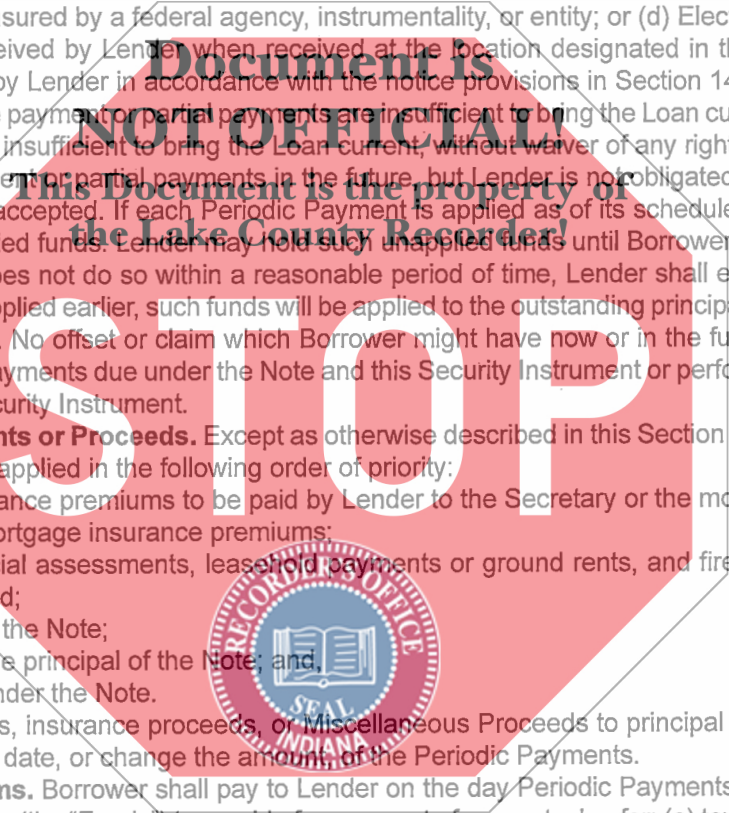 sured by a federal agency, instrumentality, or entity; or (d) Elec
eived by Lender when received at the location designated in th
Document is
by Lender in accordance with the notice provisions in Section 14
payment or partial payments are insufficient to bring the Loan cu
NOT OFFICIAL!
insufficient to bring the Loan current, without waiver of any righ
ent or partial payments in the future, but Lender is not obligated
This Document is the property of
accepted. If each Periodic Payment is applied as of its schedule
the Lake County Recorder!
ed funds. Lender may hold such unapplied funds until Borrower
oes not do so within a reasonable period of time, Lender shall e
plied earlier, such funds will be applied to the outstanding principa
. No offset or claim which Borrower might have now or in the fu
ayments due under the Note and this Security Instrument or perfo
curity Instrument.
STOP
nts or Proceeds. Except as otherwise described in this Section
applied in the following order of priority:
ance premiums to be paid by Lender to the Secretary or the mo
ortgage insurance premiums;
cial assessments, leasehold payments or ground rents, and fire
d;
the Note;
e principal of the Note; and,
nder the Note.
RECORDER'S OFFICE
SEAL
INDIANA
s, insurance proceeds, or Miscellaneous Proceeds to principal
date, or change the amount, of the Periodic Payments.
ns. Borrower shall pay to Lender on the day Periodic Payments